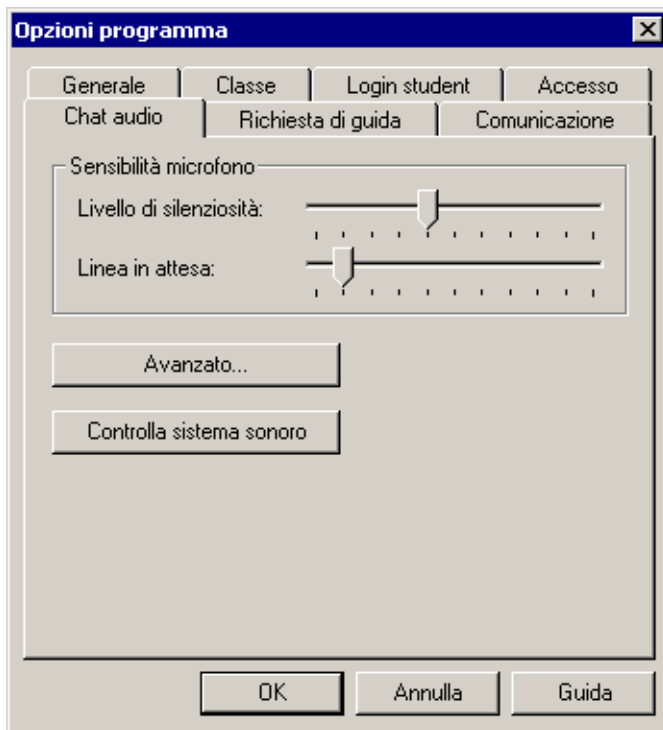 Opzioni programma
Generale Classe Login student Accesso
Chat audio Richiesta di guida Comunicazione
Sensibilità microfono
Livello di silenziosità:
Linea in attesa:
Avanzato...
Controlla sistema sonoro
OK Annulla Guida